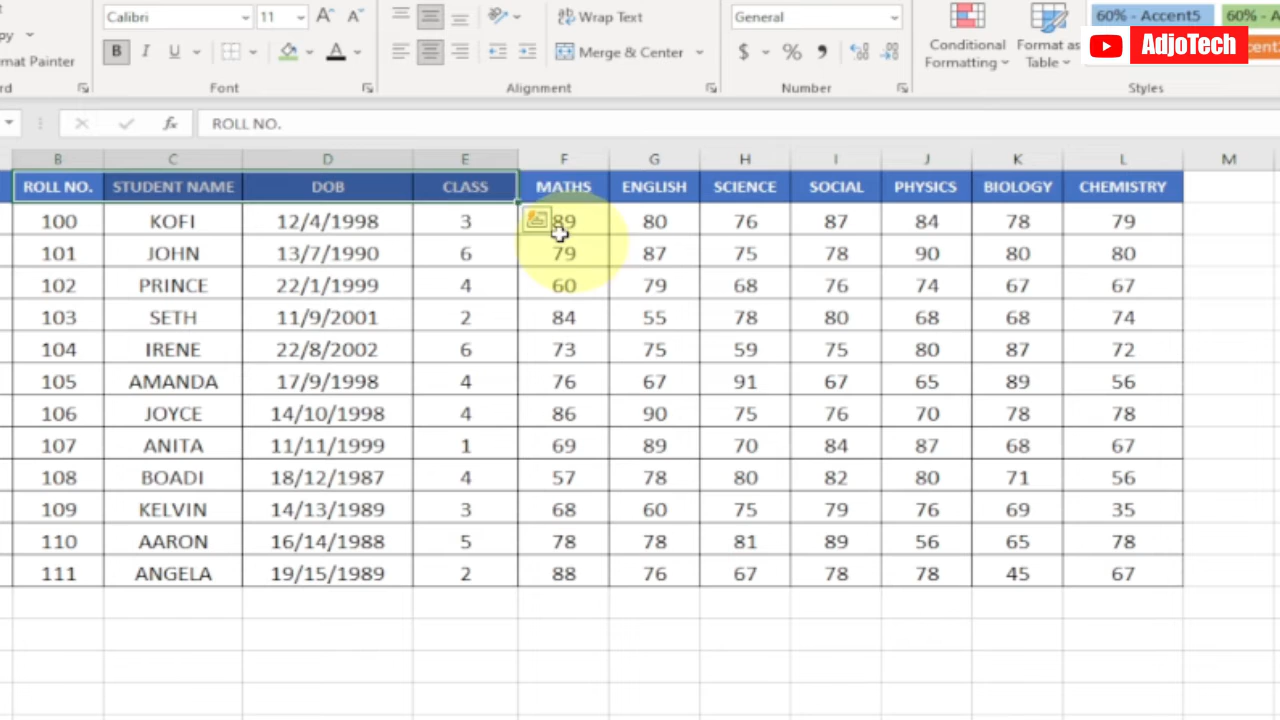 Calibri 11 A A Wrap Text General 60% - Accent5 60% -
py Conditional Format as AdjoTech
mat Painter B I U A Merge & Center $ % , Formatting Table cent
rd Font Alignment Number Styles
fx ROLL NO.
B C D E F G H I J K L M
ROLL NO. STUDENT NAME DOB CLASS MATHS ENGLISH SCIENCE SOCIAL PHYSICS BIOLOGY CHEMISTRY
100 KOFI 12/4/1998 3 89 80 76 87 84 78 79
101 JOHN 13/7/1990 6 79 87 75 78 90 80 80
102 PRINCE 22/1/1999 4 60 79 68 76 74 67 67
103 SETH 11/9/2001 2 84 55 78 80 68 68 74
104 IRENE 22/8/2002 6 73 75 59 75 80 87 72
105 AMANDA 17/9/1998 4 76 67 91 67 65 89 56
106 JOYCE 14/10/1998 4 86 90 75 76 70 78 78
107 ANITA 11/11/1999 1 69 89 70 84 87 68 67
108 BOADI 18/12/1987 4 57 78 80 82 80 71 56
109 KELVIN 14/13/1989 3 68 60 75 79 76 69 35
110 AARON 16/14/1988 5 78 78 81 89 56 65 78
111 ANGELA 19/15/1989 2 88 76 67 78 78 45 67